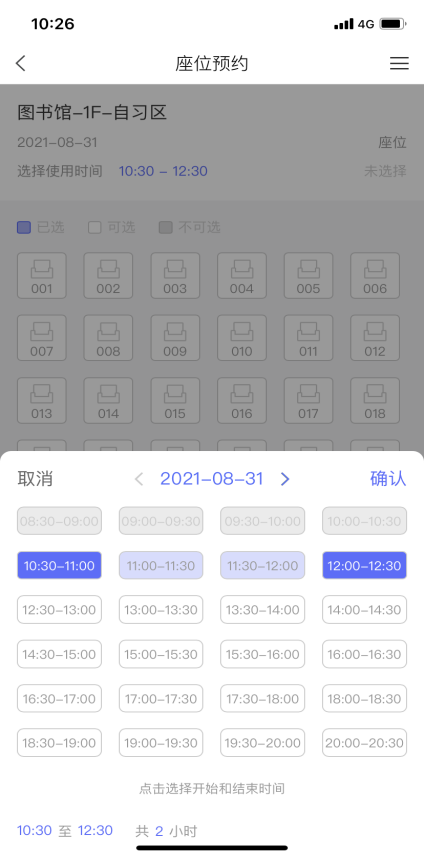 10:26 4G
座位预约
图书馆-1F-自习区
2021-08-31 座位
选择使用时间 10:30 - 12:30 未选择
已选 可选 不可选
001 002 003 004 005 006
007 008 009 010 011 012
013 014 015 016 017 018
取消 2021-08-31 确认
08:30-09:00 09:00-09:30 09:30-10:00 10:00-10:30
10:30-11:00 11:00-11:30 11:30-12:00 12:00-12:30
12:30-13:00 13:00-13:30 13:30-14:00 14:00-14:30
14:30-15:00 15:00-15:30 15:30-16:00 16:00-16:30
16:30-17:00 17:00-17:30 17:30-18:00 18:00-18:30
18:30-19:00 19:00-19:30 19:30-20:00 20:00-20:30
点击选择开始和结束时间
10:30 至 12:30 共 2 小时